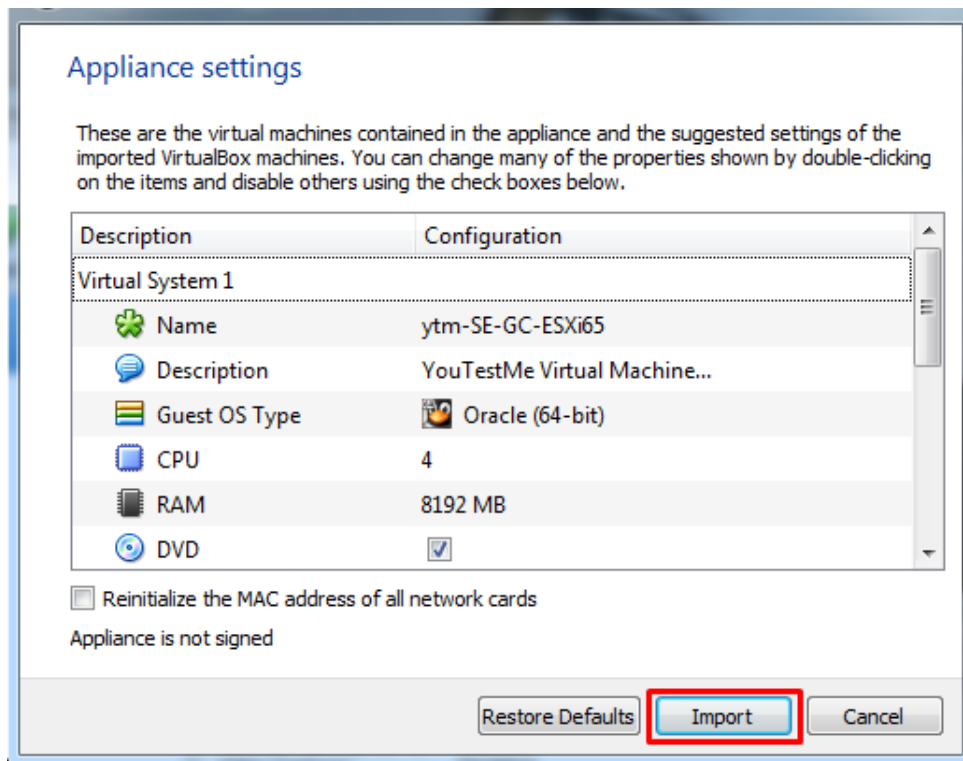 Appliance settings
These are the virtual machines contained in the appliance and the suggested settings of the
imported VirtualBox machines. You can change many of the properties shown by double-clicking
on the items and disable others using the check boxes below.
Description Configuration
Virtual System 1
Name ytm-SE-GC-ESXi65
Description YouTestMe Virtual Machine...
Guest OS Type Oracle (64-bit)
CPU 4
RAM 8192 MB
DVD
Reinitialize the MAC address of all network cards
Appliance is not signed
Restore Defaults Import Cancel